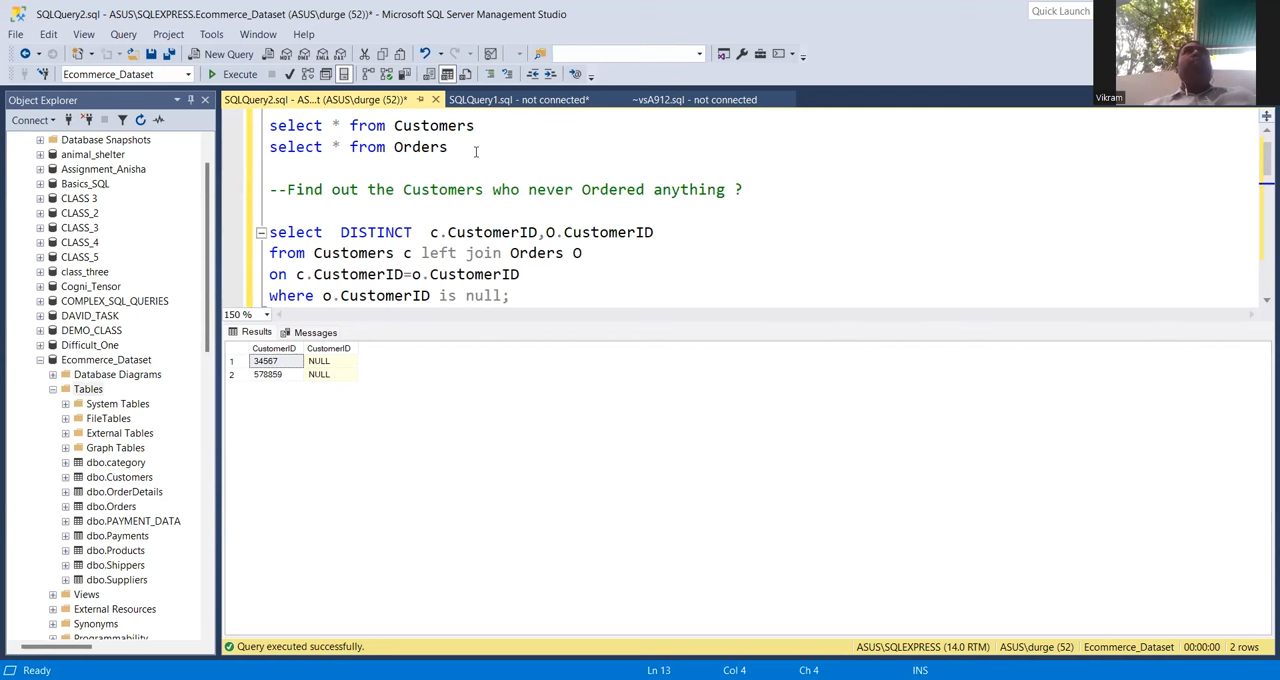 SQLQuery2.sql - ASUS\SQLEXPRESS.Ecommerce_Dataset (ASUS\durge (52))* - Microsoft SQL Server Management Studio
Quick Launch
File Edit View Query Project Tools Window Help
New Query
Ecommerce_Dataset Execute
Vikram
Object Explorer
SQLQuery2.sql - AS...t (ASUS\durge (52))* SQLQuery1.sql - not connected* ~vsA912.sql - not connected
Connect
Database Snapshots
animal_shelter
Assignment_Anisha
Basics_SQL
CLASS 3
CLASS_2
CLASS_3
CLASS_4
CLASS_5
class_three
Cogni_Tensor
COMPLEX_SQL_QUERIES
DAVID_TASK
DEMO_CLASS
Difficult_One
Ecommerce_Dataset
Database Diagrams
Tables
System Tables
FileTables
External Tables
Graph Tables
dbo.category
dbo.Customers
dbo.OrderDetails
dbo.Orders
dbo.PAYMENT_DATA
dbo.Payments
dbo.Products
dbo.Shippers
dbo.Suppliers
Views
External Resources
Synonyms
Programmability
select * from Customers
select * from Orders
--Find out the Customers who never Ordered anything ?
select DISTINCT c.CustomerID,O.CustomerID
from Customers c left join Orders O
on c.CustomerID=o.CustomerID
where o.CustomerID is null;
150 %
Results Messages
CustomerID CustomerID
1 34567 NULL
2 578859 NULL
Query executed successfully. ASUS\SQLEXPRESS (14.0 RTM) ASUS\durge (52) Ecommerce_Dataset 00:00:00 2 rows
Ready Ln 13 Col 4 Ch 4 INS